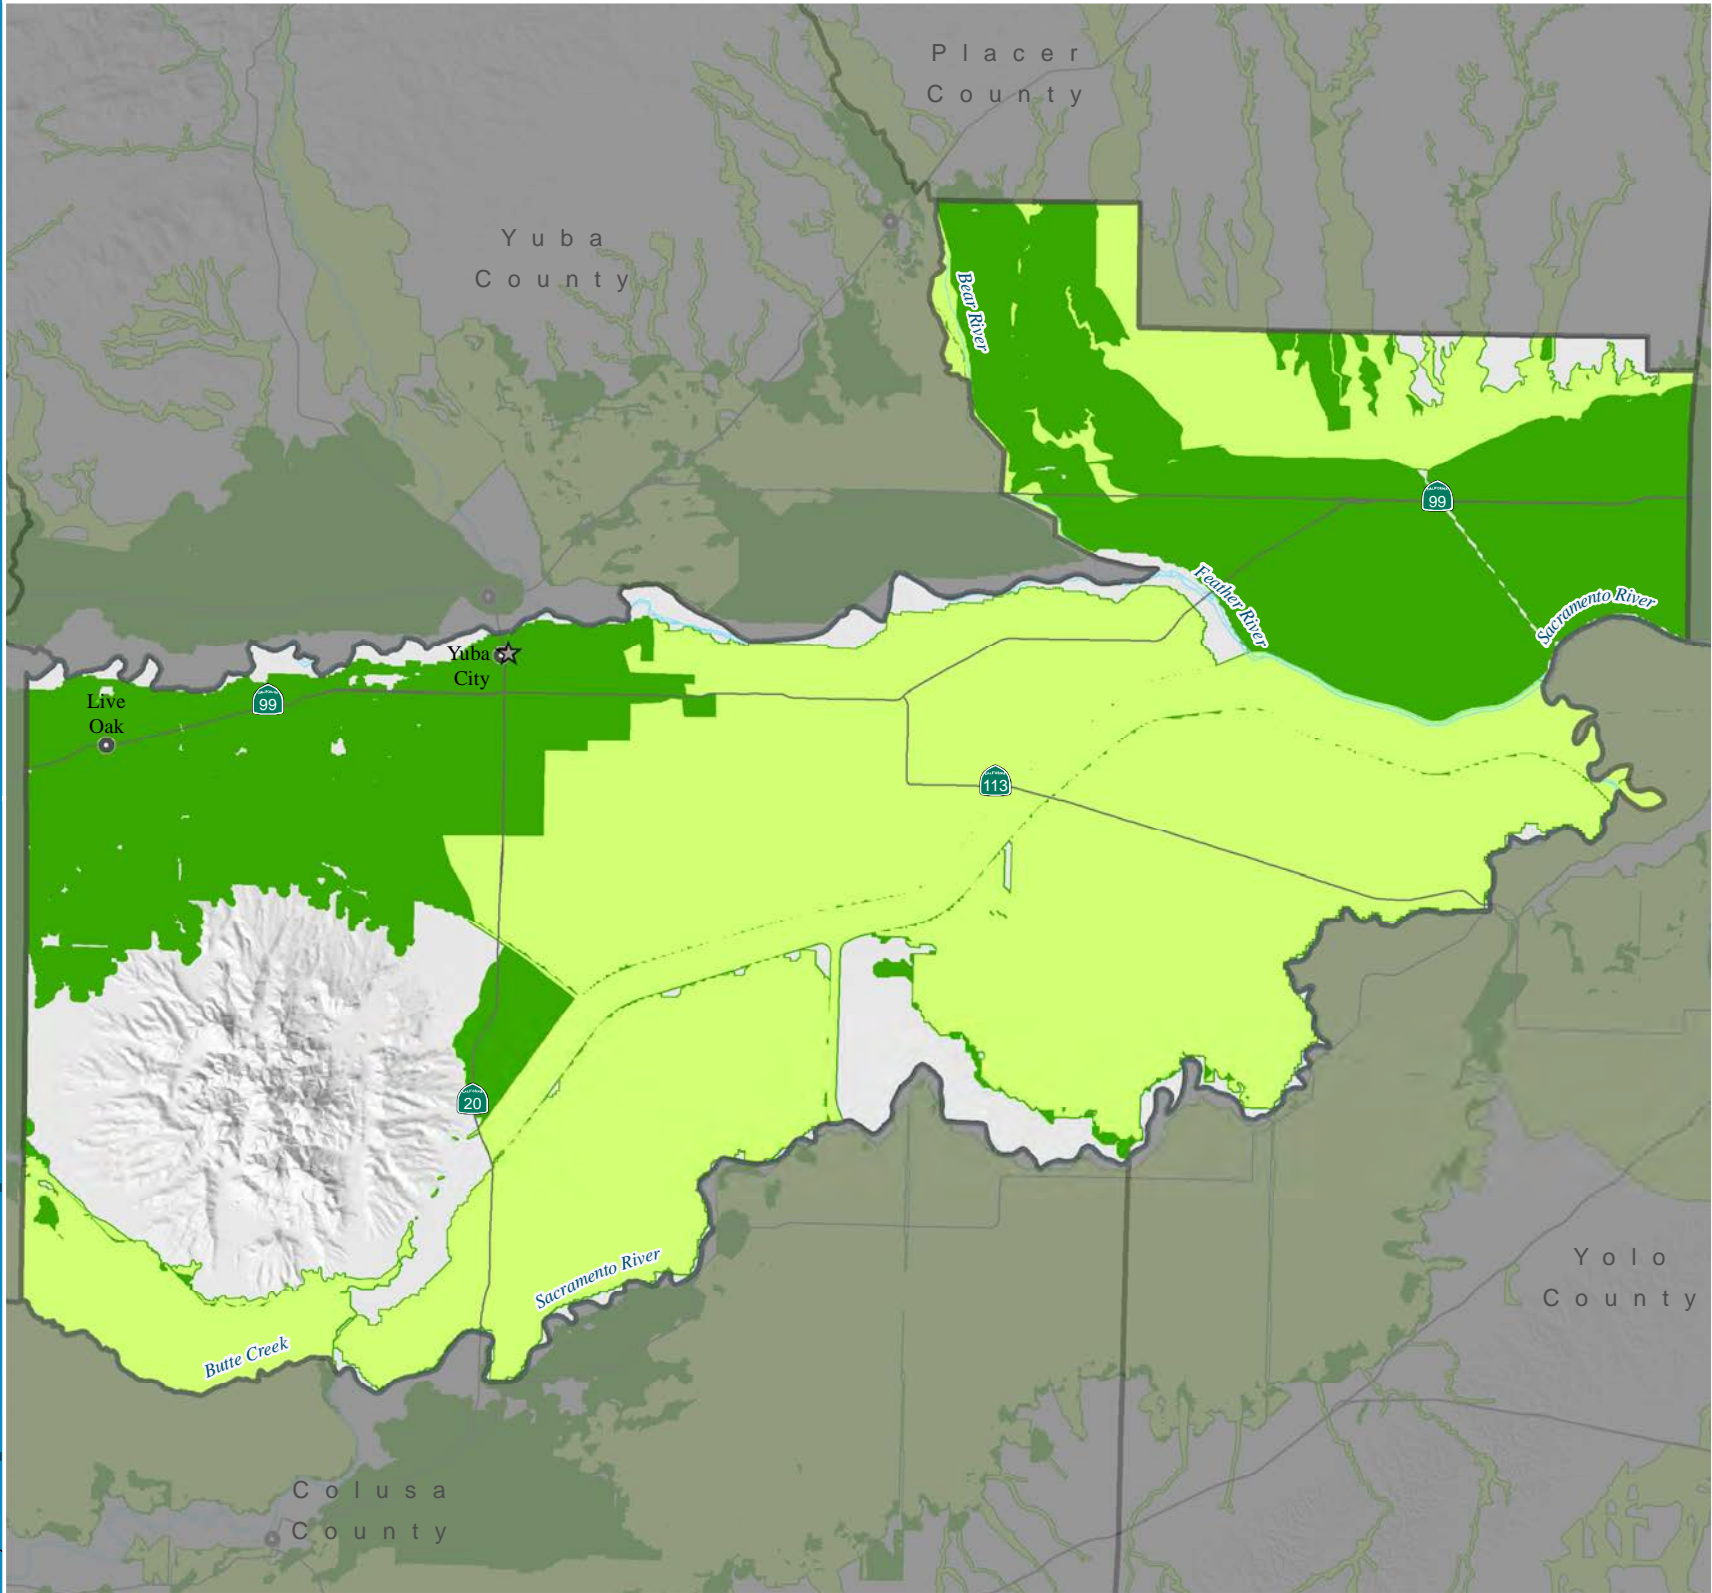 Placer
County
Yuba
County
Bear River
99
Feather River
Sacramento River
Yuba
City
Live
Oak
99
113
20
Sacramento River
Yolo
County
Butte Creek
Colusa
County